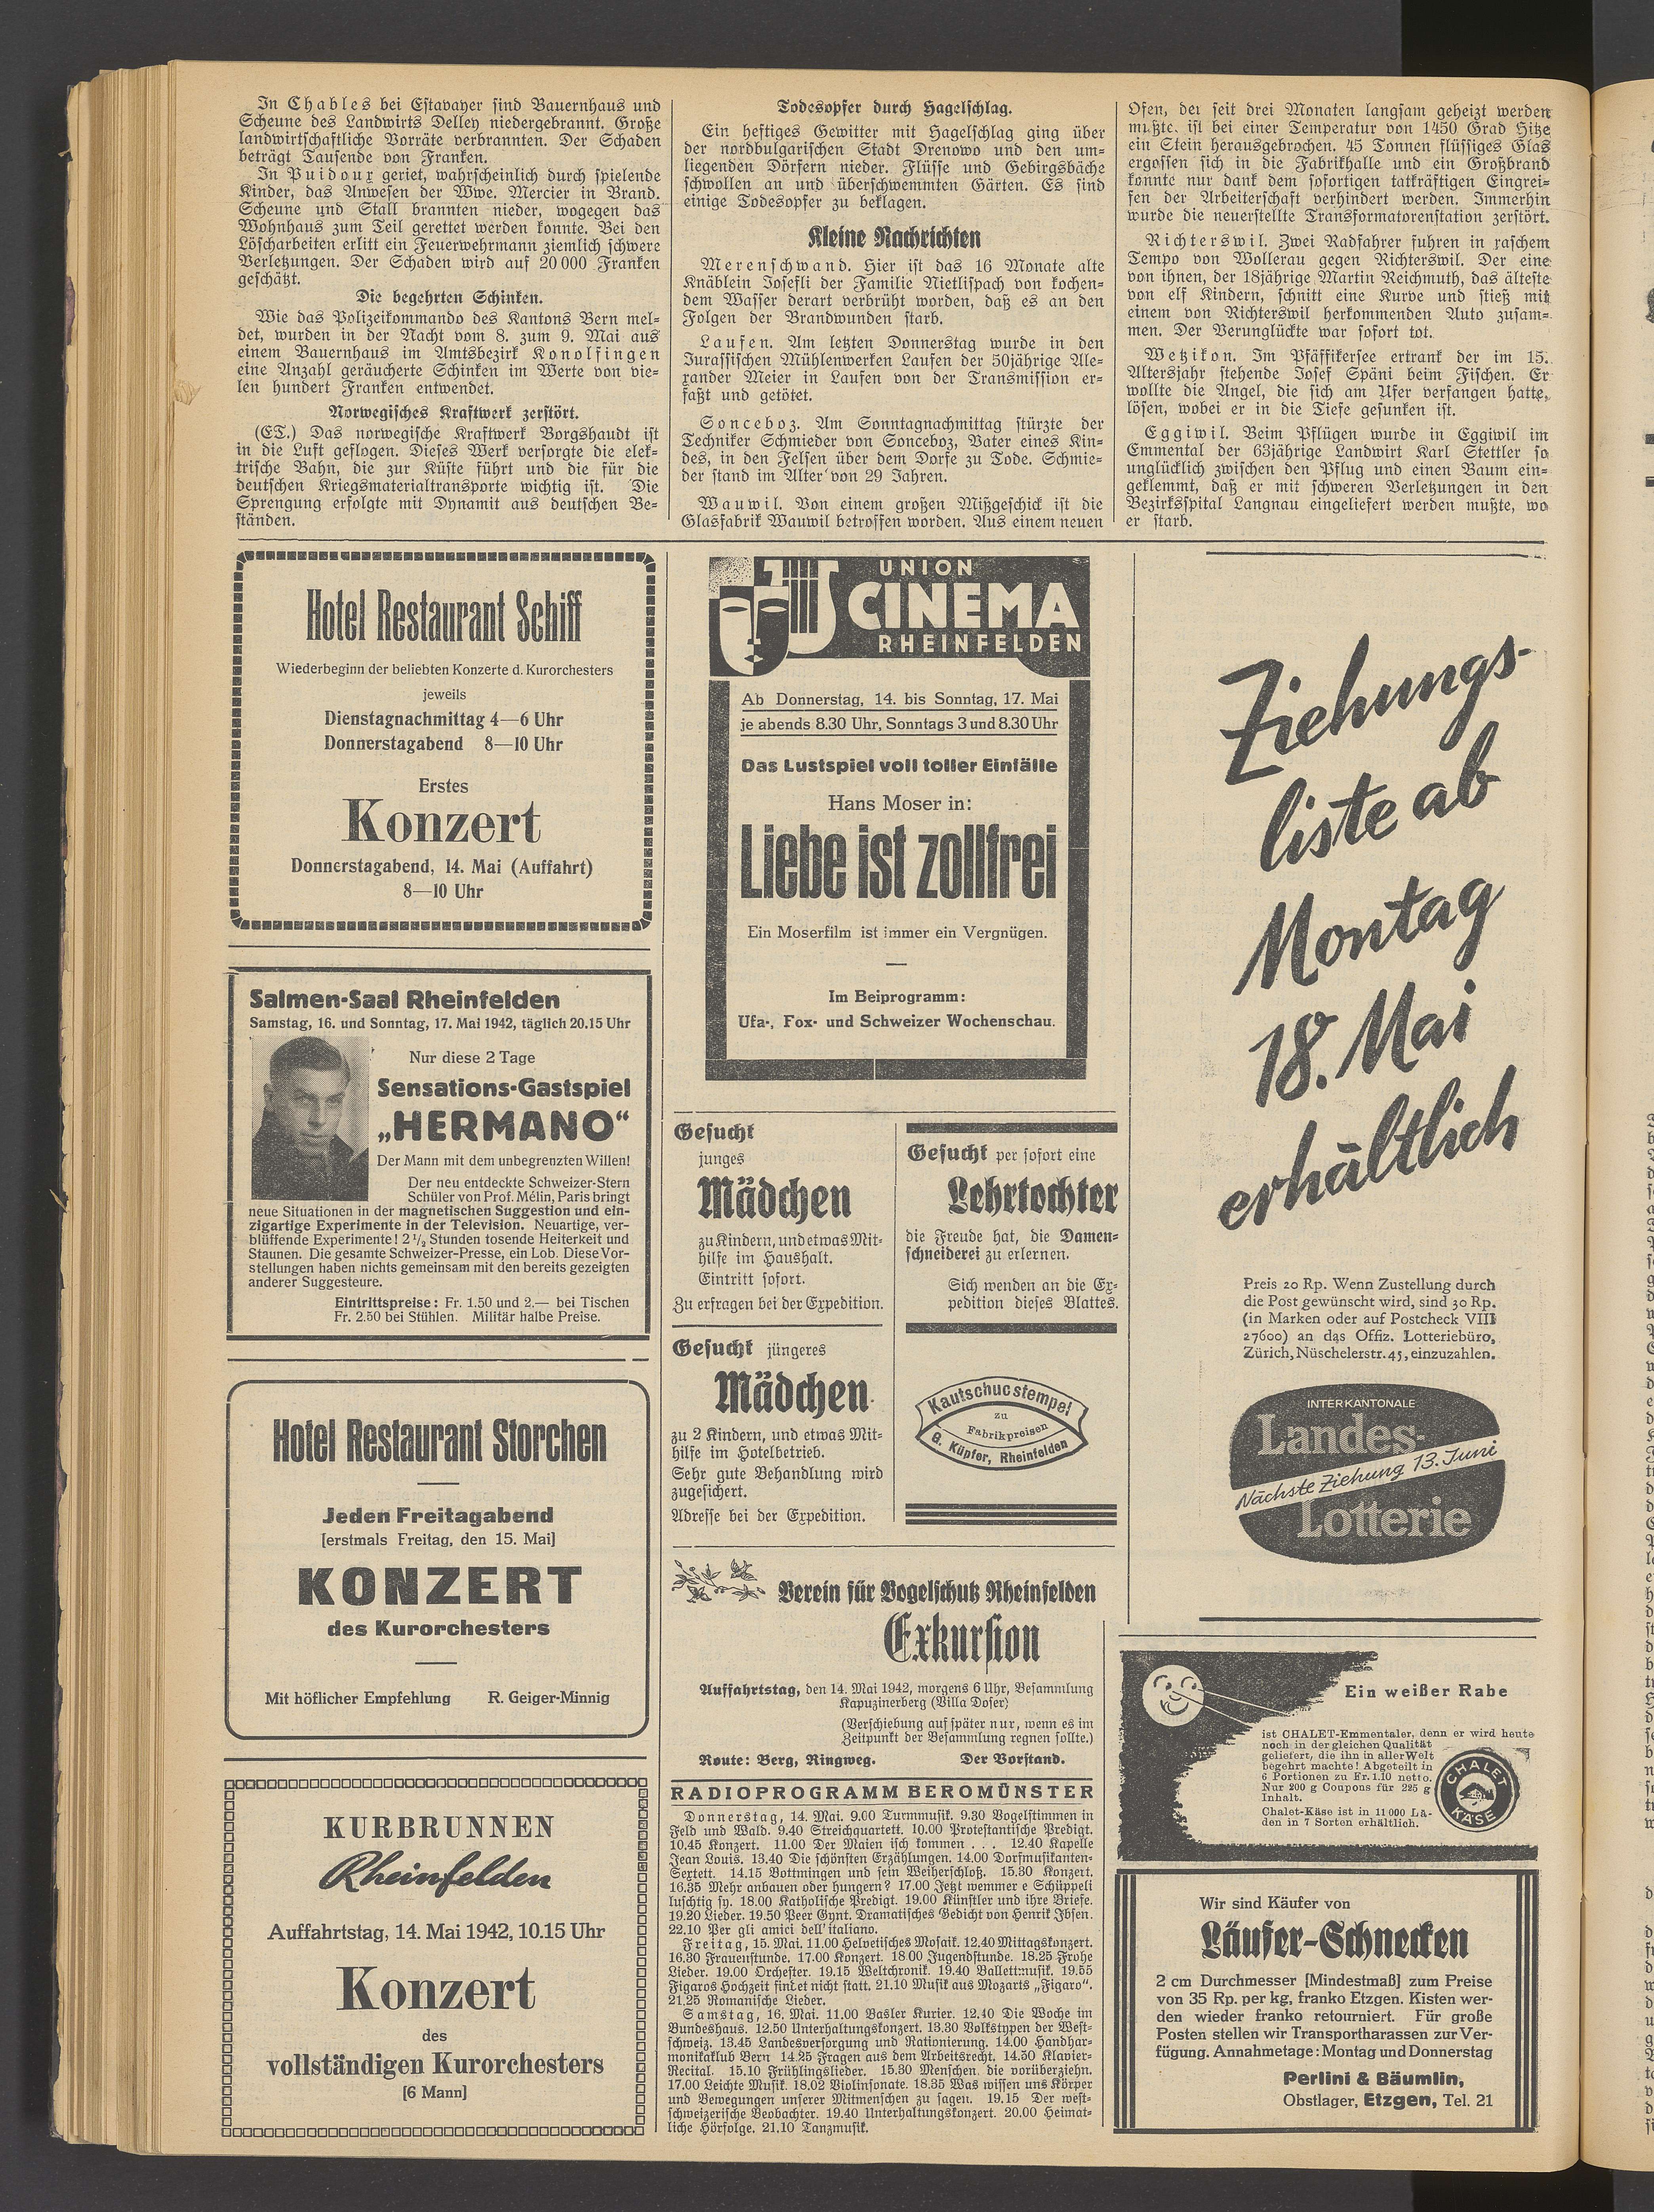 In Chables bei Estavayer sind Bauernhaus und
Scheune des Landwirts Delley niedergebrannt. Große
landwirtschaftliche Vorräte verbrannten. Der Schaden
beträgt Tausende von Franken.
In Puidoux geriet, wahrscheinlich durch spielende
Kinder, das Anwesen der Wwe. Mercier in Brand.
Scheune und Stall brannten nieder, wogegen das
Wohnhaus zum Teil gerettet werden konnte. Bei den
Löscharbeiten erlitt ein Feuerwehrmann ziemlich schwere
Verletzungen. Der Schaden wird auf 20 000 Franken
geschätzt.
Die begehrten Schinken.
Wie das Polizeikommando des Kantons Bern mel-
det, wurden in der Nacht vom 8. zum 9. Mai aus
einem Bauernhaus im Amtsbezirk Konolfingen
eine Anzahl geräucherte Schinken im Werte von vie-
len hundert Franken entwendet.
Norwegisches Kraftwerk zerstört.
(ET.) Das norwegische Kraftwerk Borgshaudt ist
in die Luft geflogen. Dieses Werk versorgte die elek-
trische Bahn, die zur Küste führt und die für die
deutschen Kriegsmaterialtransporte wichtig ist. Die
Sprengung erfolgte mit Dynamit aus deutschen Be-
ständen.
Todesopfer durch Hagelschlag.
Ein heftiges Gewitter mit Hagelschlag ging über
der nordbulgarischen Stadt Drenowo und den um-
liegenden Dörfern nieder. Flüsse und Gebirgsbäche
schwollen an und überschwemmten Gärten. Es sind
einige Todesopfer zu beklagen.
Kleine Nachrichten
Merenschwand. Hier ist das 16 Monate alte
Knäblein Josefli der Familie Nietlispach von kochen-
dem Wasser derart verbrüht worden, daß es an den
Folgen der Brandwunden starb.
Laufen. Am letzten Donnerstag wurde in den
Jurassischen Mühlenwerken Laufen der 50jährige Ale-
xander Meier in Laufen von der Transmission er-
faßt und getötet.
Sonceboz. Am Sonntagnachmittag stürzte der
Techniker Schmieder von Sonceboz, Vater eines Kin-
des, in den Felsen über dem Dorfe zu Tode. Schmie-
der stand im Alter von 29 Jahren.
Wauwil. Von einem großen Mißgeschick ist die
Glasfabrik Wauwil betroffen worden. Aus einem neuen
Ofen, der seit drei Monaten langsam geheizt werden
mußte, ist bei einer Temperatur von 1450 Grad Hitze
ein Stein herausgebrochen. 45 Tonnen flüssiges Glas
ergossen sich in die Fabrikhalle und ein Großbrand
konnte nur dank dem sofortigen tatkräftigen Eingrei-
fen der Arbeiterschaft verhindert werden. Immerhin
wurde die neuerstellte Transformatorenstation zerstört.
Richterswil. Zwei Radfahrer fuhren in raschem
Tempo von Wollerau gegen Richterswil. Der eine
von ihnen, der 18jährige Martin Reichmuth, das älteste
von elf Kindern, schnitt eine Kurve und stieß mit
einem von Richterswil herkommenden Auto zusam-
men. Der Verunglückte war sofort tot.
Wetzikon. Im Pfäffikersee ertrank der im 15.
Altersjahr stehende Josef Späni beim Fischen. Er
wollte die Angel, die sich am Ufer verfangen hatte,
lösen, wobei er in die Tiefe gesunken ist.
Eggiwil. Beim Pflügen wurde in Eggiwil im
Emmental der 63jährige Landwirt Karl Stettler so
unglücklich zwischen den Pflug und einen Baum ein-
geklemmt, daß er mit schweren Verletzungen in den
Bezirksspital Langnau eingeliefert werden mußte, wo
er starb.
Hotel Restaurant Schiff
Wiederbeginn der beliebten Konzerte d. Kurorchesters
jeweils
Dienstagnachmittag 4—6 Uhr
Donnerstagabend 8—10 Uhr
Erstes
Konzert
Donnerstagabend, 14. Mai (Auffahrt)
8—10 Uhr
Salmen-Saal Rheinfelden
Samstag, 16. und Sonntag, 17. Mai 1942, täglich 20.15 Uhr
Nur diese 2 Tage
Sensations-Gastspiel
„HERMANO“
Der Mann mit dem unbegrenzten Willen!
Der neu entdeckte Schweizer-Stern
Schüler von Prof. Mélin, Paris bringt
neue Situationen in der magnetischen Suggestion und ein-
zigartige Experimente in der Television. Neuartige, ver-
blüffende Experimente! 2 1/2 Stunden tosende Heiterkeit und
Staunen. Die gesamte Schweizer-Presse, ein Lob. Diese Vor-
stellungen haben nichts gemeinsam mit den bereits gezeigten
anderer Suggesteure.
Eintrittspreise: Fr. 1.50 und 2.— bei Tischen
Fr. 2.50 bei Stühlen. Militär halbe Preise.
Hotel Restaurant Storchen
Jeden Freitagabend
[erstmals Freitag, den 15. Mai]
KONZERT
des Kurorchesters
Mit höflicher Empfehlung R. Geiger-Minnig
KURBRUNNEN
Rheinfelden
Auffahrtstag, 14. Mai 1942, 10.15 Uhr
Konzert
des
vollständigen Kurorchesters
[6 Mann]
UNION
CINEMA
RHEINFELDEN
Ab Donnerstag, 14. bis Sonntag, 17. Mai
je abends 8.30 Uhr, Sonntags 3 und 8.30 Uhr
Das Lustspiel voll toller Einfälle
Hans Moser in:
Liebe ist zollfrei
Ein Moserfilm ist immer ein Vergnügen.
Im Beiprogramm:
Ufa-, Fox- und Schweizer Wochenschau.
Gesucht
junges
Mädchen
zu Kindern, und etwas Mit-
hilfe im Haushalt.
Eintritt sofort.
Zu erfragen bei der Expedition.
Gesucht jüngeres
Mädchen
zu 2 Kindern, und etwas Mit-
hilfe im Hotelbetrieb.
Sehr gute Behandlung wird
zugesichert.
Adresse bei der Expedition.
Gesucht per sofort eine
Lehrtochter
die Freude hat, die Damen-
schneiderei zu erlernen.
Sich wenden an die Ex-
pedition dieses Blattes.
Kautschucstempel
zu
Fabrikpreisen
G. Küpfer, Rheinfelden
Verein für Vogelschutz Rheinfelden
Exkursion
Auffahrtstag, den 14. Mai 1942, morgens 6 Uhr, Besammlung
Kapuzinerberg (Villa Doser)
(Verschiebung auf später nur, wenn es im
Zeitpunkt der Besammlung regnen sollte.)
Route: Berg, Ringweg. Der Vorstand.
RADIOPROGRAMM BEROMÜNSTER
Donnerstag, 14. Mai. 9.00 Turmmusik. 9.30 Vogelstimmen in
Feld und Wald. 9.40 Streichquartett. 10.00 Protestantische Predigt.
10.45 Konzert. 11.00 Der Maien isch kommen . . . 12.40 Kapelle
Jean Louis. 13.40 Die schönsten Erzählungen. 14.00 Dorfmusikanten-
Sextett. 14.15 Bottmingen und sein Weiherschloß. 15.30 Konzert.
16.35 Mehr anbauen oder hungern? 17.00 Jetzt wemmer e Schüppeli
luschtig sy. 18.00 Katholische Predigt. 19.00 Künstler und ihre Briefe.
19.20 Lieder. 19.50 Peer Gynt. Dramatisches Gedicht von Henrik Ibsen.
22.10 Per gli amici dell' italiano.
Freitag, 15. Mai. 11.00 Helvetisches Mosaik. 12.40 Mittagskonzert.
16.30 Frauenstunde. 17.00 Konzert. 18.00 Jugendstunde. 18.25 Frohe
Lieder. 19.00 Orchester. 19.15 Weltchronik. 19.40 Ballettmusik. 19.55
Figaros Hochzeit findet nicht statt. 21.10 Musik aus Mozarts „Figaro“.
21.25 Romanische Lieder.
Samstag, 16. Mai. 11.00 Basler Kurier. 12.40 Die Woche im
Bundeshaus. 12.50 Unterhaltungskonzert. 13.30 Volkstypen der West-
schweiz. 13.45 Landesversorgung und Rationierung. 14.00 Handhar-
monikaklub Bern 14.25 Fragen aus dem Arbeitsrecht. 14.50 Klavier-
Recital. 15.10 Frühlingslieder. 15.30 Menschen, die vorüberziehn.
17.00 Leichte Musik. 18.02 Violinsonate. 18.35 Was wissen uns Körper
und Bewegungen unserer Mitmenschen zu sagen. 19.15 Der west-
schweizerische Beobachter. 19.40 Unterhaltungskonzert. 20.00 Heimat-
liche Hörfolge. 21.10 Tanzmusik.
Ziehungs-
liste ab
Montag
18. Mai
erhältlich
Preis 20 Rp. Wenn Zustellung durch
die Post gewünscht wird, sind 30 Rp.
(in Marken oder auf Postcheck VIII
27600) an das Offiz. Lotteriebüro,
Zürich, Nüschelerstr. 45, einzuzahlen.
INTERKANTONALE
Landes-
Nächste Ziehung 13. Juni
Lotterie
Ein weißer Rabe
ist CHALET-Emmentaler, denn er wird heute
noch in der gleichen Qualität
geliefert, die ihn in aller Welt
begehrt machte! Abgeteilt in
6 Portionen zu Fr. 1.10 netto.
Nur 200 g Coupons für 225 g
Inhalt.
Chalet-Käse ist in 11 000 Lä-
den in 7 Sorten erhältlich.
CHALET
KÄSE
Wir sind Käufer von
Läufer-Schnecken
2 cm Durchmesser [Mindestmaß] zum Preise
von 35 Rp. per kg, franko Etzgen. Kisten wer-
den wieder franko retourniert. Für große
Posten stellen wir Transportharassen zur Ver-
fügung. Annahmetage: Montag und Donnerstag
Perlini & Bäumlin,
Obstlager, Etzgen, Tel. 21